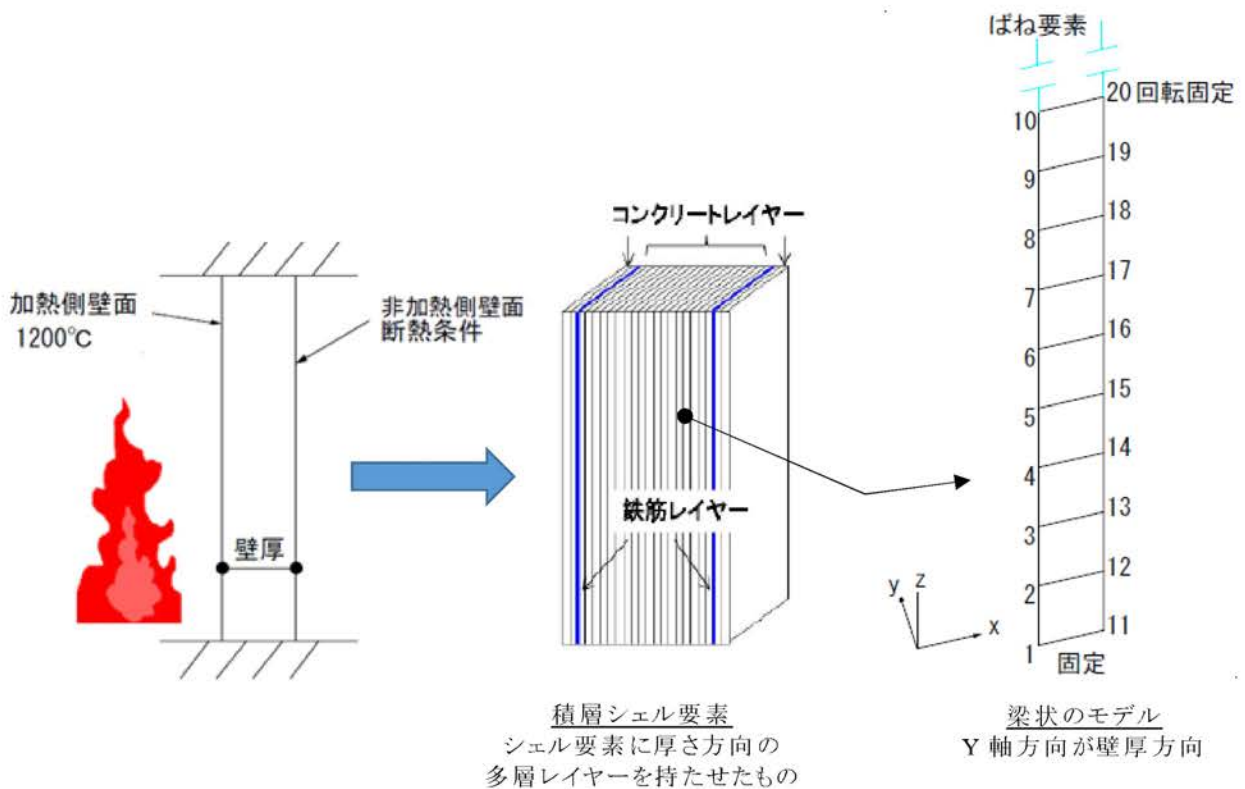 ばね要素
20 回転固定
10
19
9
18
8
17
7
16
6
15
5
14
4
13
3
12
2
11
1
固定
y
z
x
コンクリートレイヤー
鉄筋レイヤー
加熱側壁面
1200℃
非加熱側壁面
断熱条件
壁厚
積層シェル要素
シェル要素に厚さ方向の
多層レイヤーを持たせたもの
梁状のモデル
Y 軸方向が壁厚方向